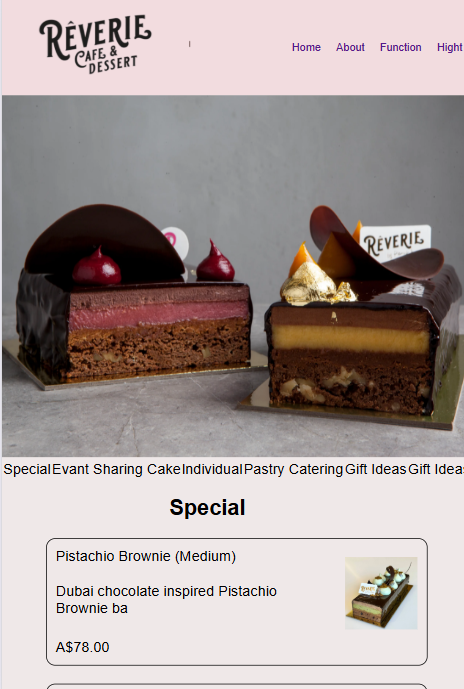 RÊVERIE
CAFE &
DESSERT
Home About Function Hight
RÊVERIE
Special Evant Sharing Cake Individual Pastry Catering Gift Ideas Gift Ideas
Special
Pistachio Brownie (Medium)
Dubai chocolate inspired Pistachio
Brownie ba
A$78.00